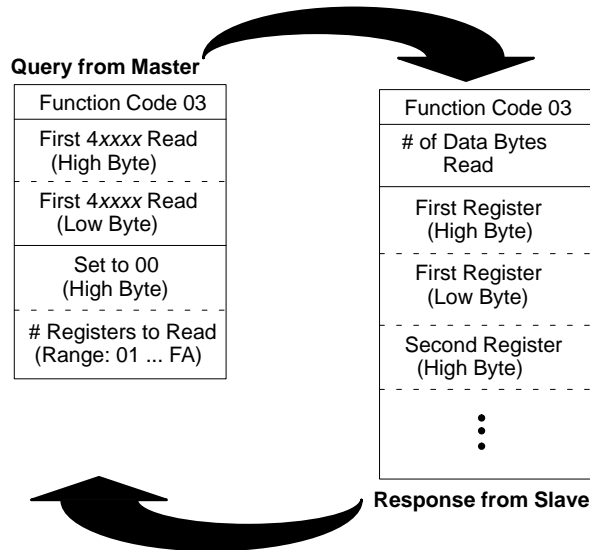 Query from Master
Function Code 03
First 4xxxx Read
(High Byte)
First 4xxxx Read
(Low Byte)
Set to 00
(High Byte)
# Registers to Read
(Range: 01 ... FA)
Function Code 03
# of Data Bytes
Read
First Register
(High Byte)
First Register
(Low Byte)
Second Register
(High Byte)
Response from Slave